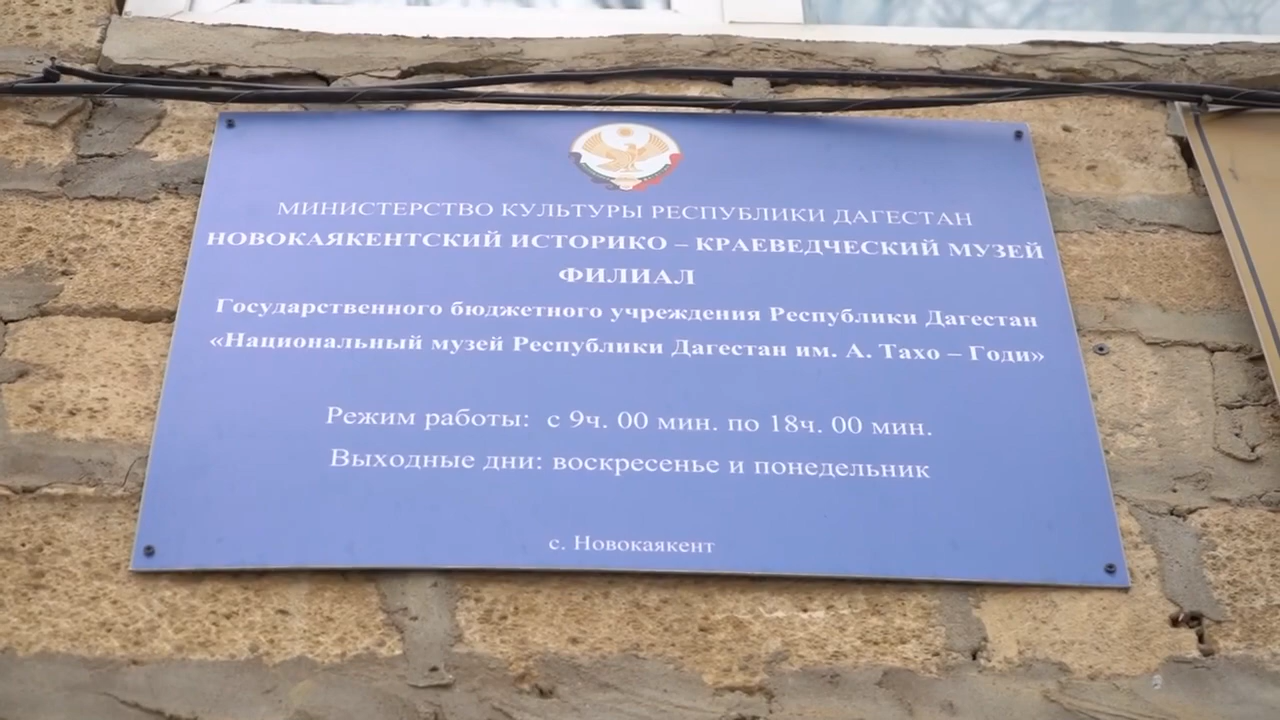 МИНИСТЕРСТВО КУЛЬТУРЫ РЕСПУБЛИКИ ДАГЕСТАН
НОВОКАЯКЕНТСКИЙ ИСТОРИКО – КРАЕВЕДЧЕСКИЙ МУЗЕЙ
ФИЛИАЛ
Государственного бюджетного учреждения Республики Дагестан
«Национальный музей Республики Дагестан им. А. Тахо – Годи»
Режим работы: с 9ч. 00 мин. по 18ч. 00 мин.
Выходные дни: воскресенье и понедельник
с. Новокаякент